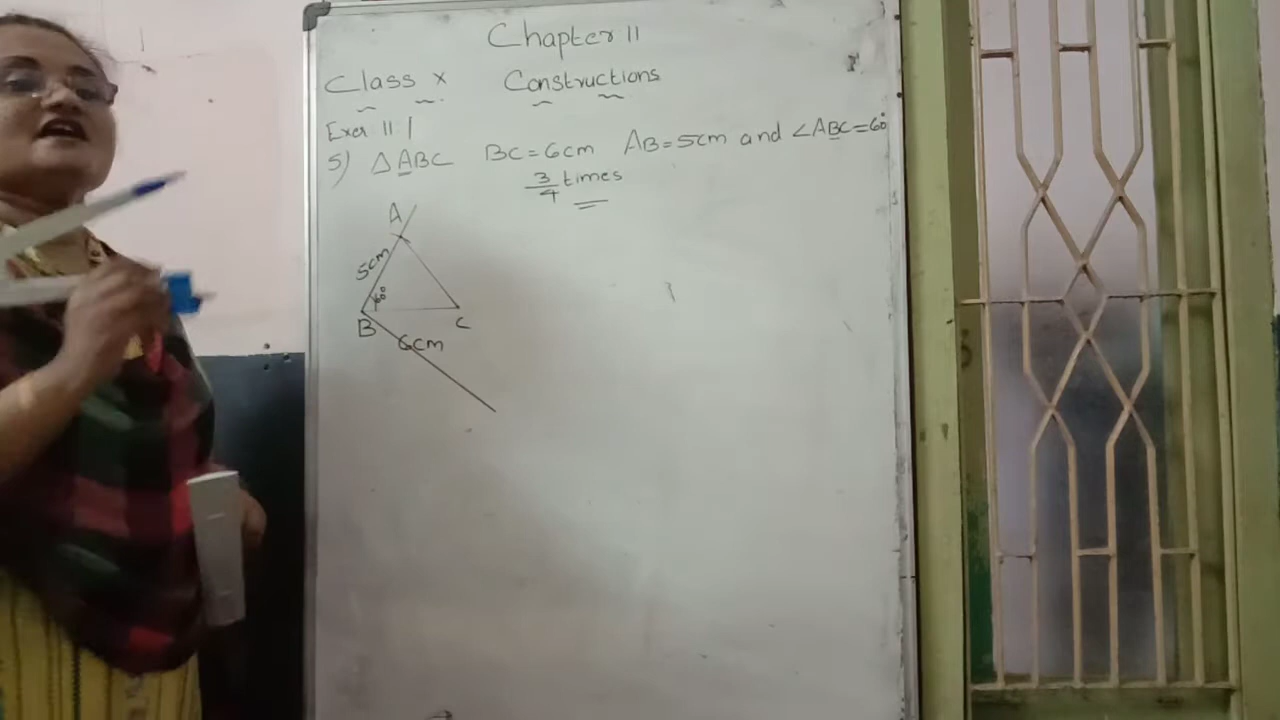 Chapter 11
Class X Constructions
Exer 11.1
5) △ABC BC=6cm AB=5cm and ∠ABC=60°
3/4 times
A
5cm
60°
B
C
6cm